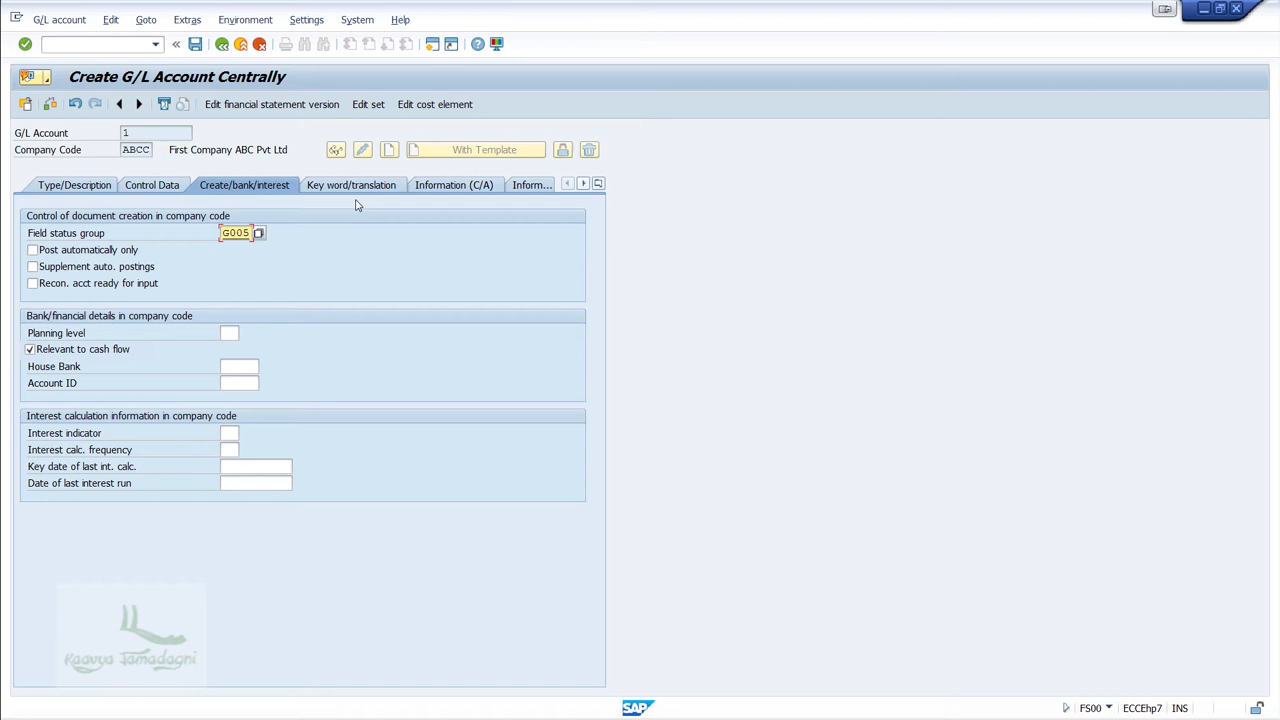 G/L account Edit Goto Extras Environment Settings System Help
Create G/L Account Centrally
Edit financial statement version Edit set Edit cost element
G/L Account 1
Company Code ABCC First Company ABC Pvt Ltd With Template
Type/Description Control Data Create/bank/interest Key word/translation Information (C/A) Inform...
Control of document creation in company code
Field status group G005
Post automatically only
Supplement auto. postings
Recon. acct ready for input
Bank/financial details in company code
Planning level
Relevant to cash flow
House Bank
Account ID
Interest calculation information in company code
Interest indicator
Interest calc. frequency
Key date of last int. calc.
Date of last interest run
Kaavya Jamadagni
SAP FS00 ECCEhp7 INS